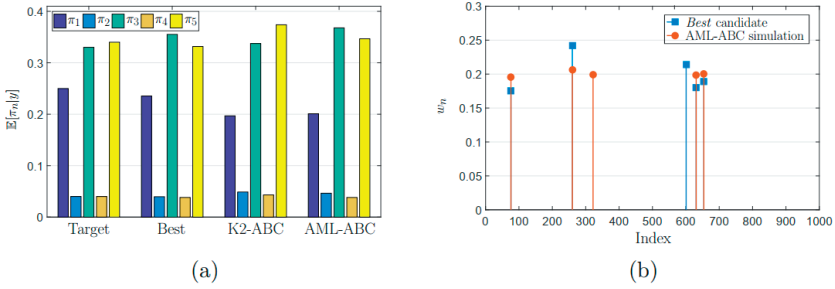 π1 π2 π3 π4 π5
0.4
0.3
0.2
0.1
0
𝔼[πn|y]
Target Best K2-ABC AML-ABC
(a)
Best candidate
AML-ABC simulation
0.3
0.25
0.2
0.15
0.1
0.05
0
wn
0 100 200 300 400 500 600 700 800 900 1000
Index
(b)